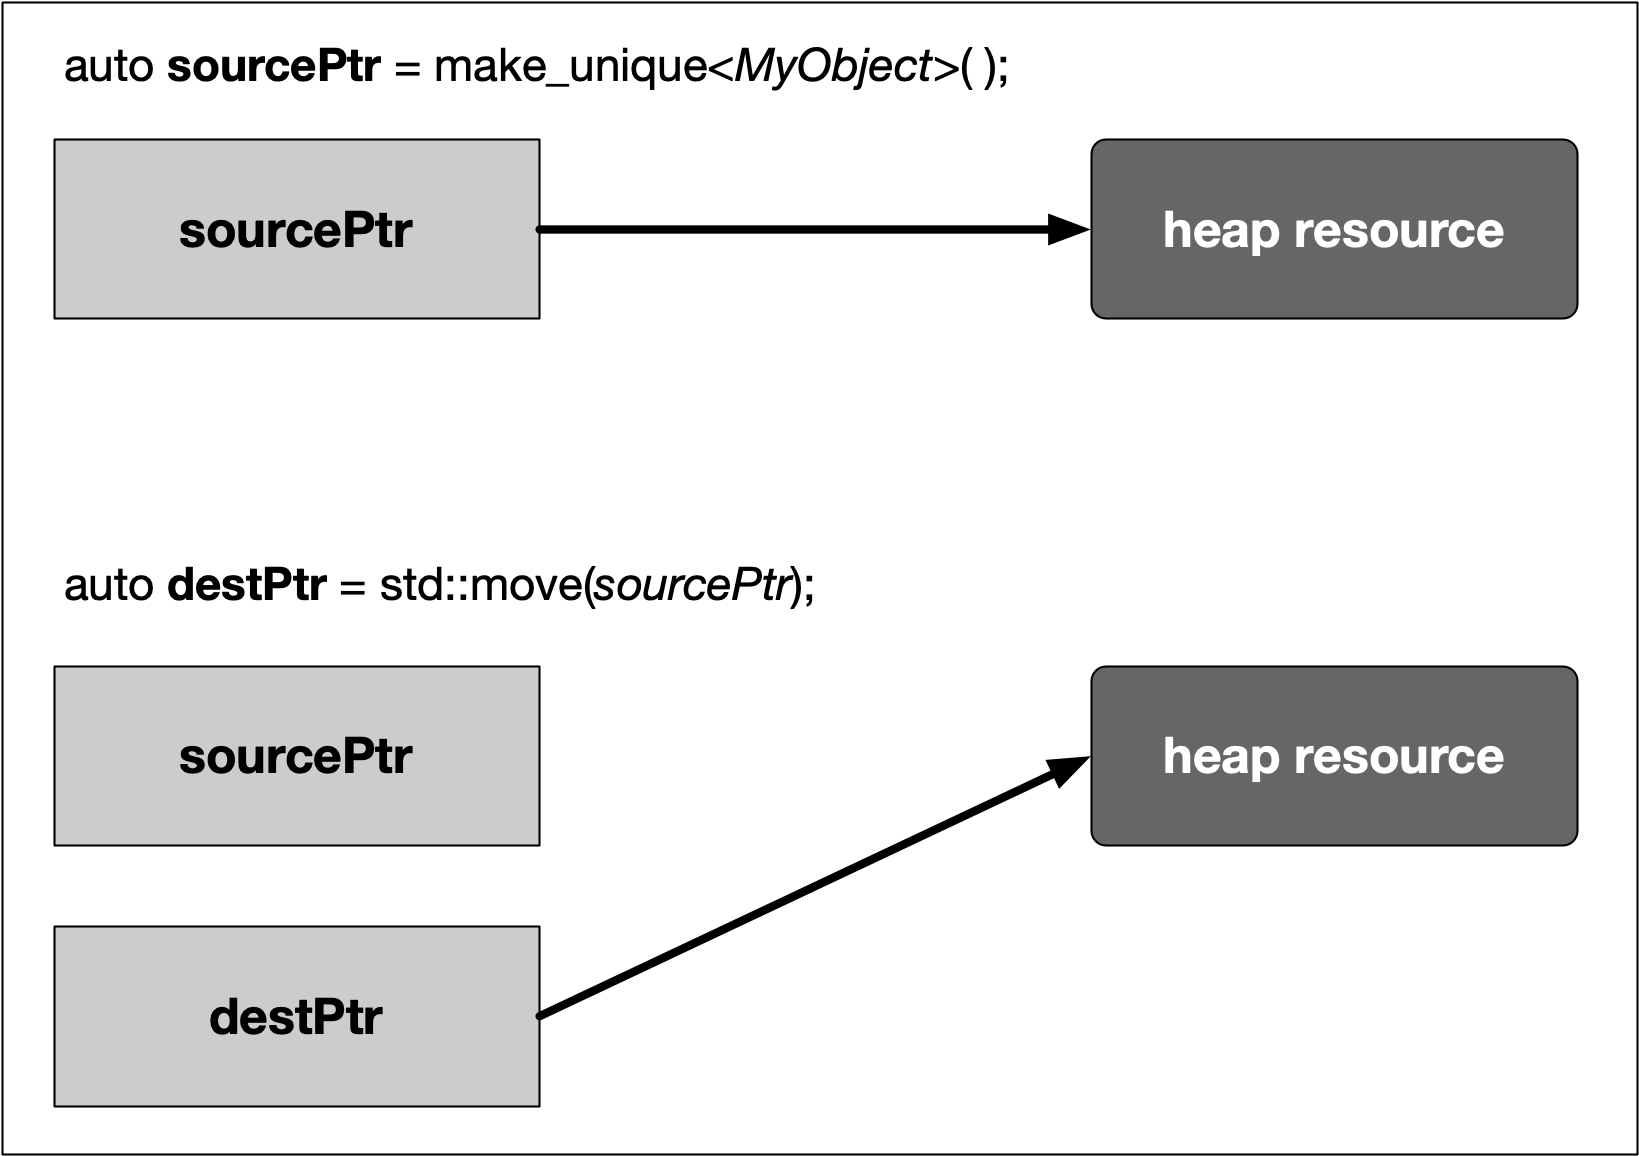 auto sourcePtr = make_unique<MyObject>( );
sourcePtr
heap resource
auto destPtr = std::move(sourcePtr);
sourcePtr
heap resource
destPtr